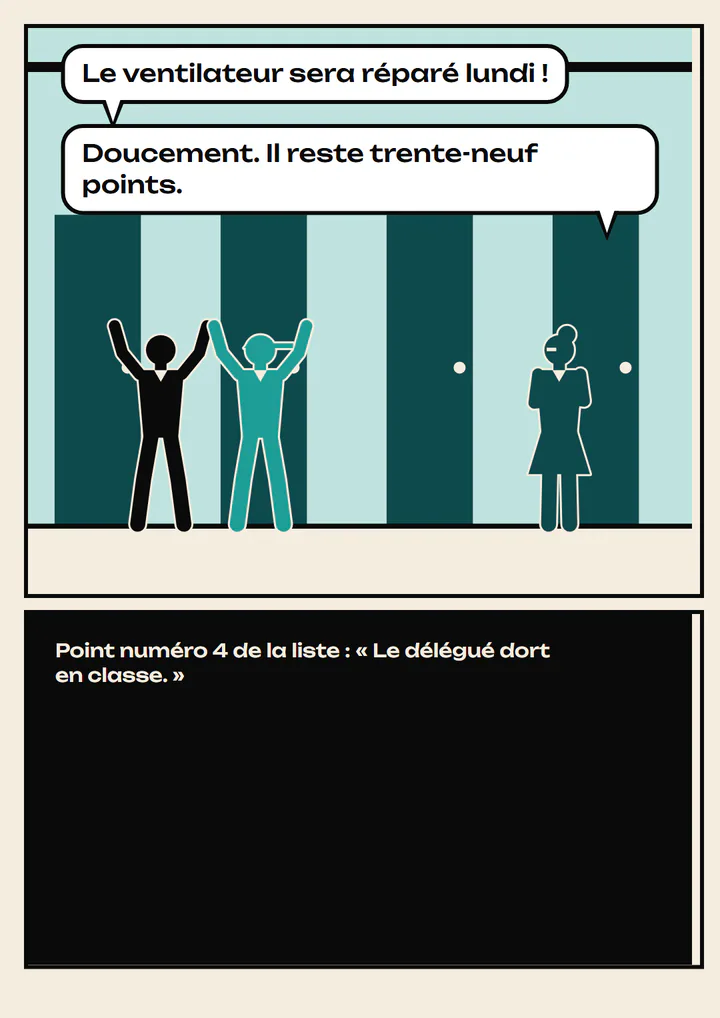 Le ventilateur sera réparé lundi !
Doucement. Il reste trente-neuf
points.
Point numéro 4 de la liste : « Le délégué dort
en classe. »